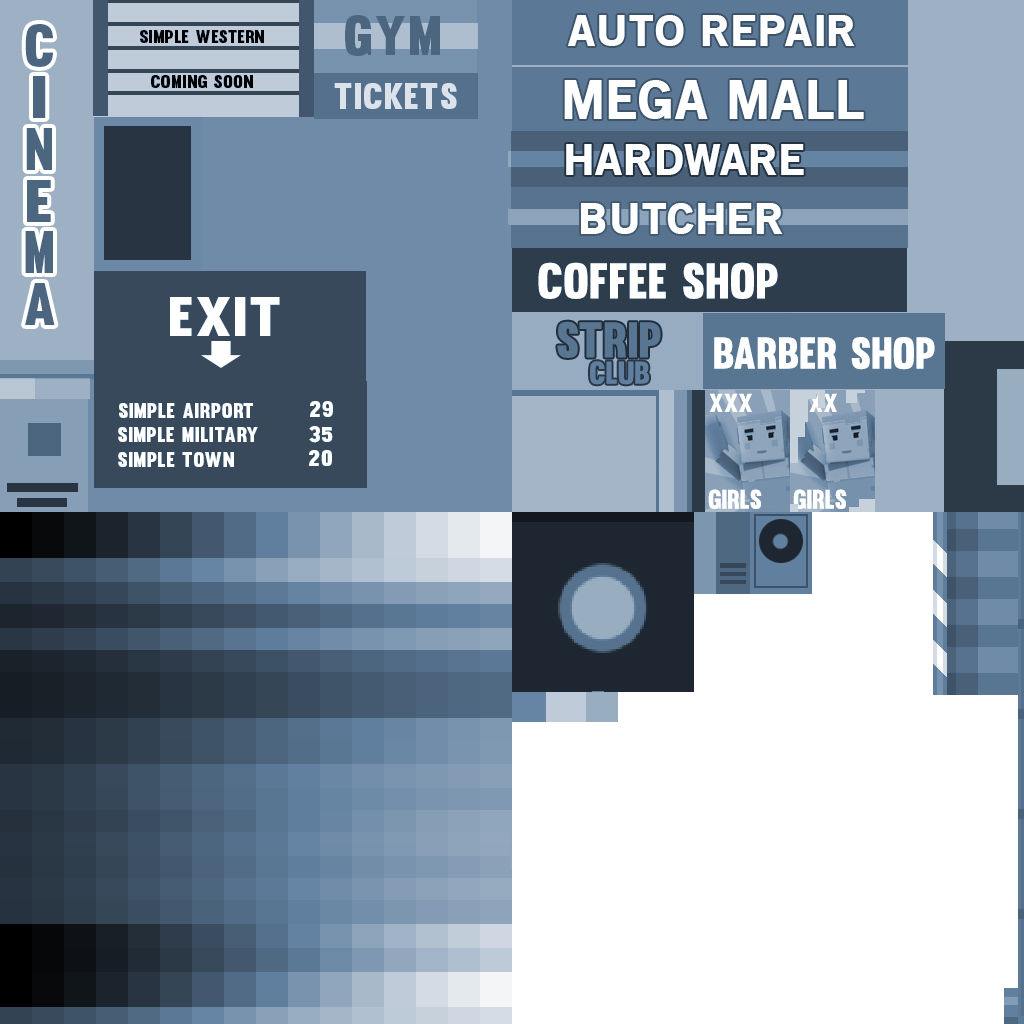 CINEMA
SIMPLE WESTERN
COMING SOON
GYM
TICKETS
EXIT
SIMPLE AIRPORT 29
SIMPLE MILITARY 35
SIMPLE TOWN 20
AUTO REPAIR
MEGA MALL
HARDWARE
BUTCHER
COFFEE SHOP
STRIP
CLUB
BARBER SHOP
XXX
XX
GIRLS
GIRLS